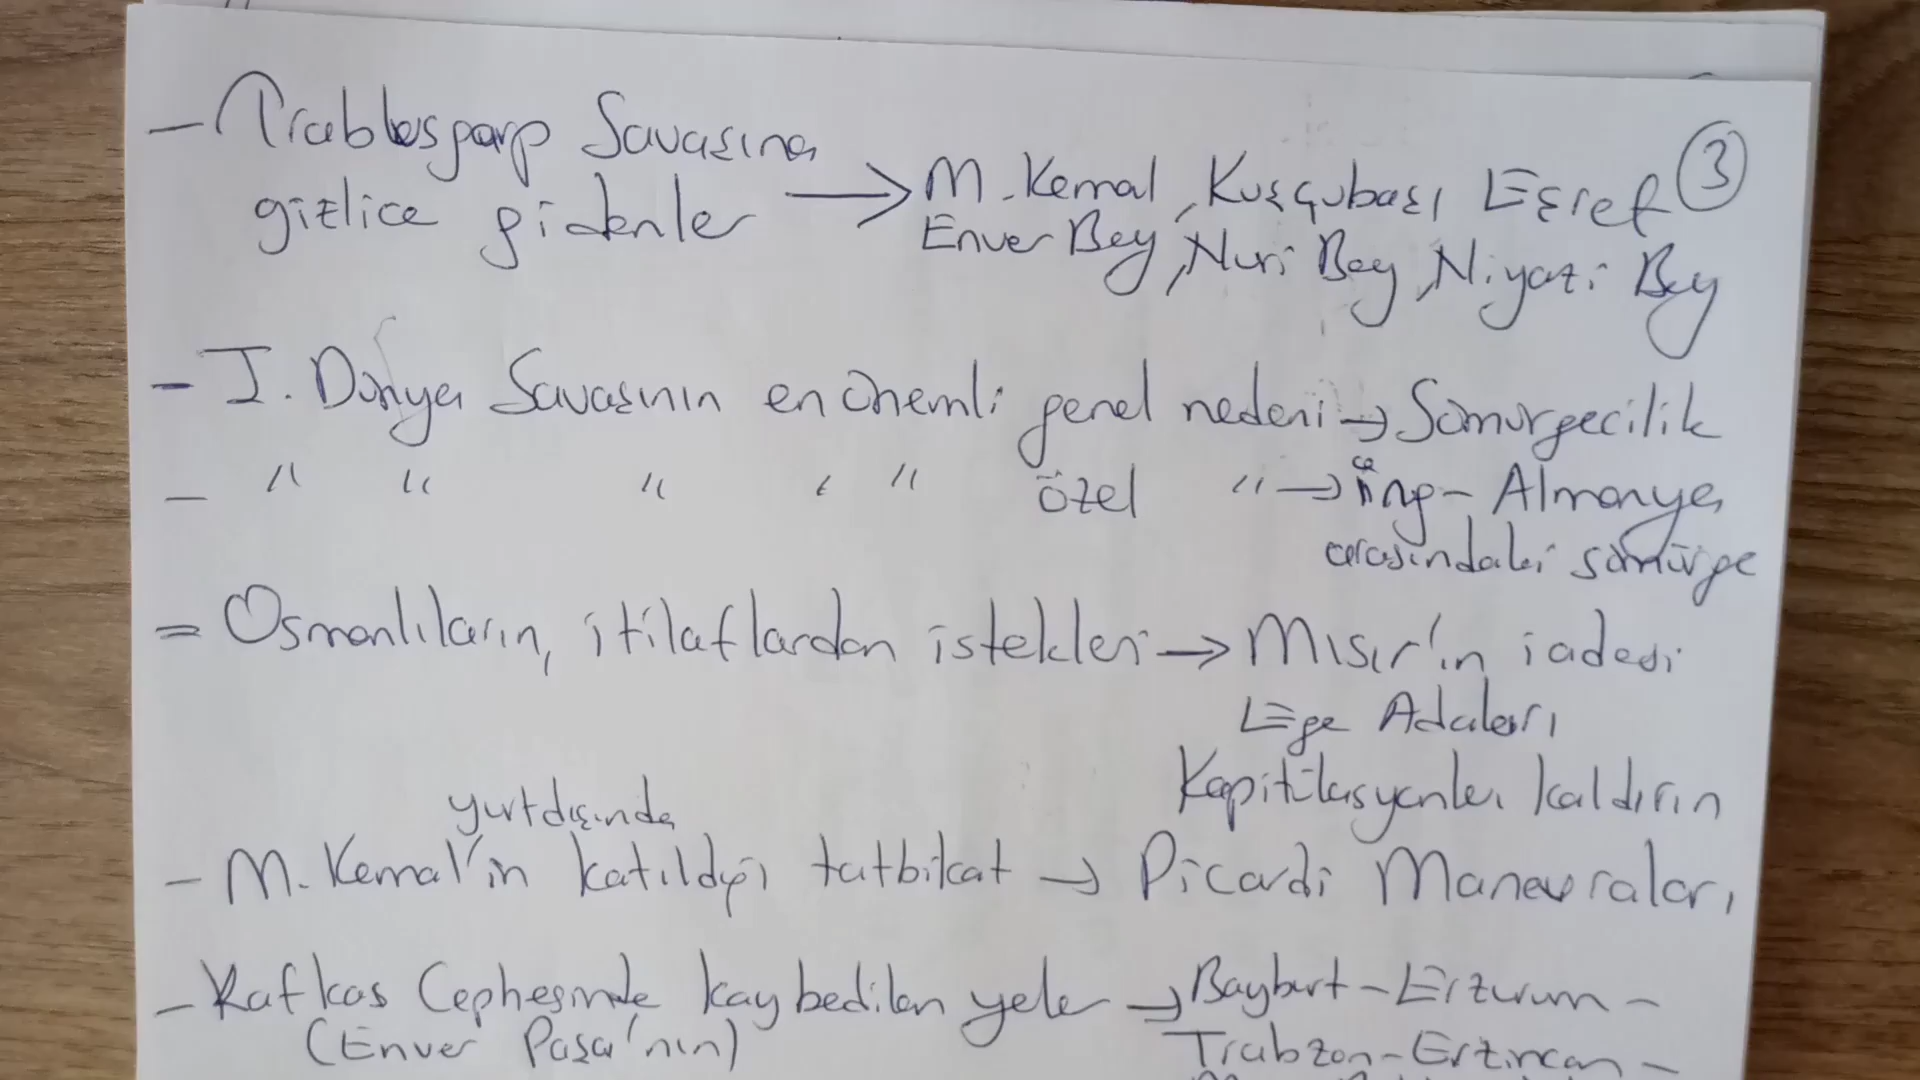 - Trablusgarp Savaşına
gizlice gidenler → M. Kemal, Kuşçubaşı Eşref ③
Enver Bey, Nuri Bey, Niyazi Bey
- I. Dünya Savaşının en önemli genel nedeni → Sömürgecilik
- " " " " " özel " → ing - Almanya
arasındaki sömürge
= Osmanlıların, itilaflardan istekleri → Mısır'ın iadesi
Ege Adaları
Kapitilasyonları kaldırın
yurtdışında
- M. Kemal'in katıldığı tatbikat → Picardi Manevraları
- Kafkas Cephesinde kaybedilen yerler → Bayburt - Erzurum -
(Enver Paşa'nın) Trabzon - Erzincan -